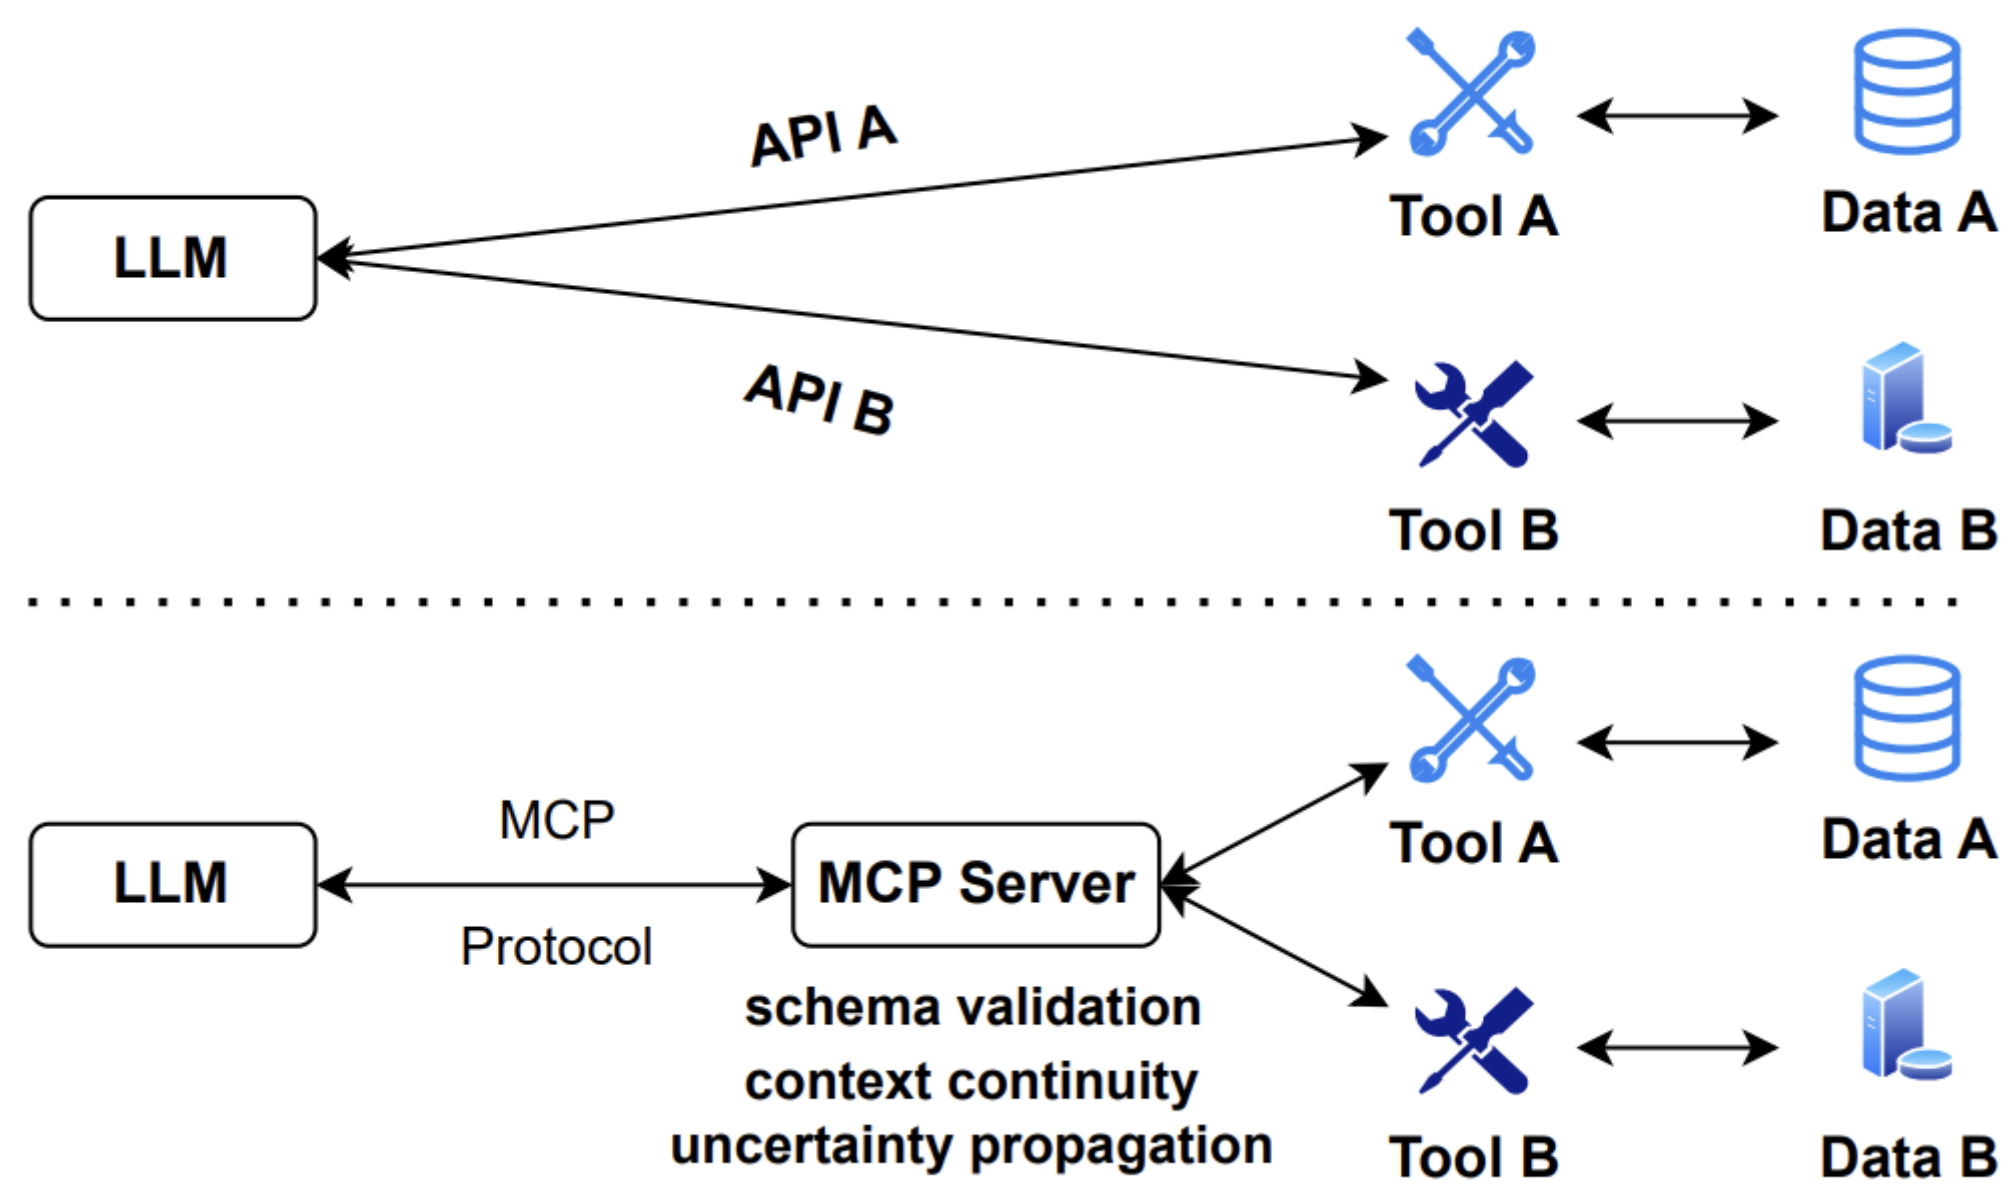 API A
LLM
Tool A
Data A
API B
Tool B
Data B
MCP
LLM
MCP Server
Protocol
Tool A
Data A
schema validation
context continuity
uncertainty propagation
Tool B
Data B